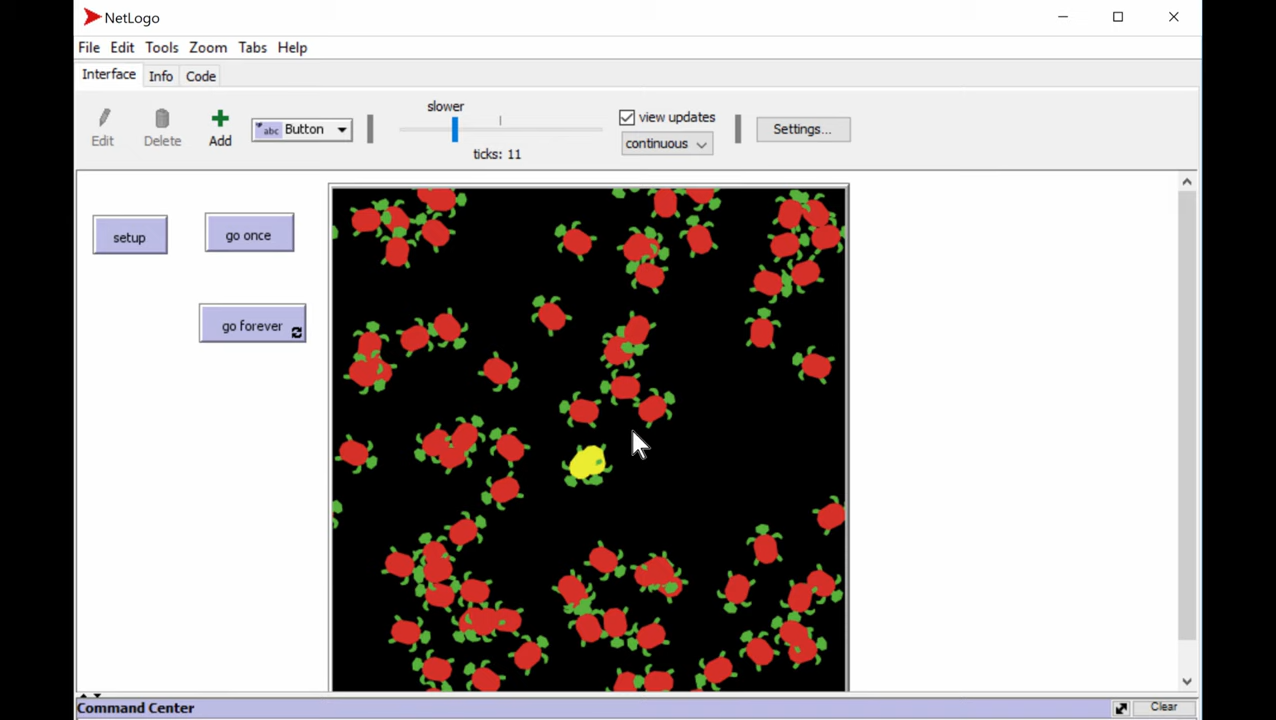 NetLogo
File Edit Tools Zoom Tabs Help
Interface Info Code
slower
Edit Delete Add abc Button
view updates
continuous
Settings...
ticks: 11
setup
go once
go forever
Command Center
Clear